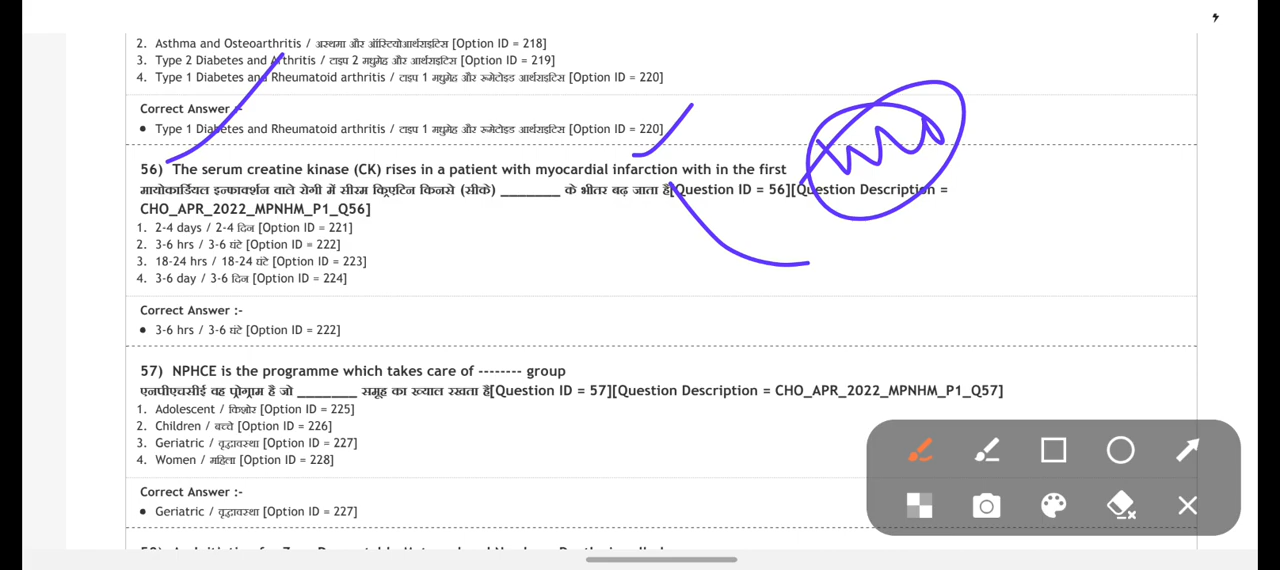 2. Asthma and Osteoarthritis / अस्थमा और ऑस्टियोआर्थराइटिस [Option ID = 218]
3. Type 2 Diabetes and Arthritis / टाइप 2 मधुमेह और आर्थराइटिस [Option ID = 219]
4. Type 1 Diabetes and Rheumatoid arthritis / टाइप 1 मधुमेह और रूमेटोइड आर्थराइटिस [Option ID = 220]
Correct Answer :-
• Type 1 Diabetes and Rheumatoid arthritis / टाइप 1 मधुमेह और रूमेटोइड आर्थराइटिस [Option ID = 220]
56) The serum creatine kinase (CK) rises in a patient with myocardial infarction with in the first
मायोकार्डियल इन्फाक्र्शन वाले रोगी में सीरम क्रिएटिन किनसे (सीके) _______ के भीतर बढ़ जाता है[Question ID = 56][Question Description =
CHO_APR_2022_MPNHM_P1_Q56]
1. 2-4 days / 2-4 दिन [Option ID = 221]
2. 3-6 hrs / 3-6 घंटे [Option ID = 222]
3. 18-24 hrs / 18-24 घंटे [Option ID = 223]
4. 3-6 day / 3-6 दिन [Option ID = 224]
Correct Answer :-
• 3-6 hrs / 3-6 घंटे [Option ID = 222]
57) NPHCE is the programme which takes care of -------- group
एनपीएचसीई वह प्रोग्राम है जो _______ समूह का ख्याल रखता है[Question ID = 57][Question Description = CHO_APR_2022_MPNHM_P1_Q57]
1. Adolescent / किशोर [Option ID = 225]
2. Children / बच्चे [Option ID = 226]
3. Geriatric / वृद्धावस्था [Option ID = 227]
4. Women / महिला [Option ID = 228]
Correct Answer :-
• Geriatric / वृद्धावस्था [Option ID = 227]